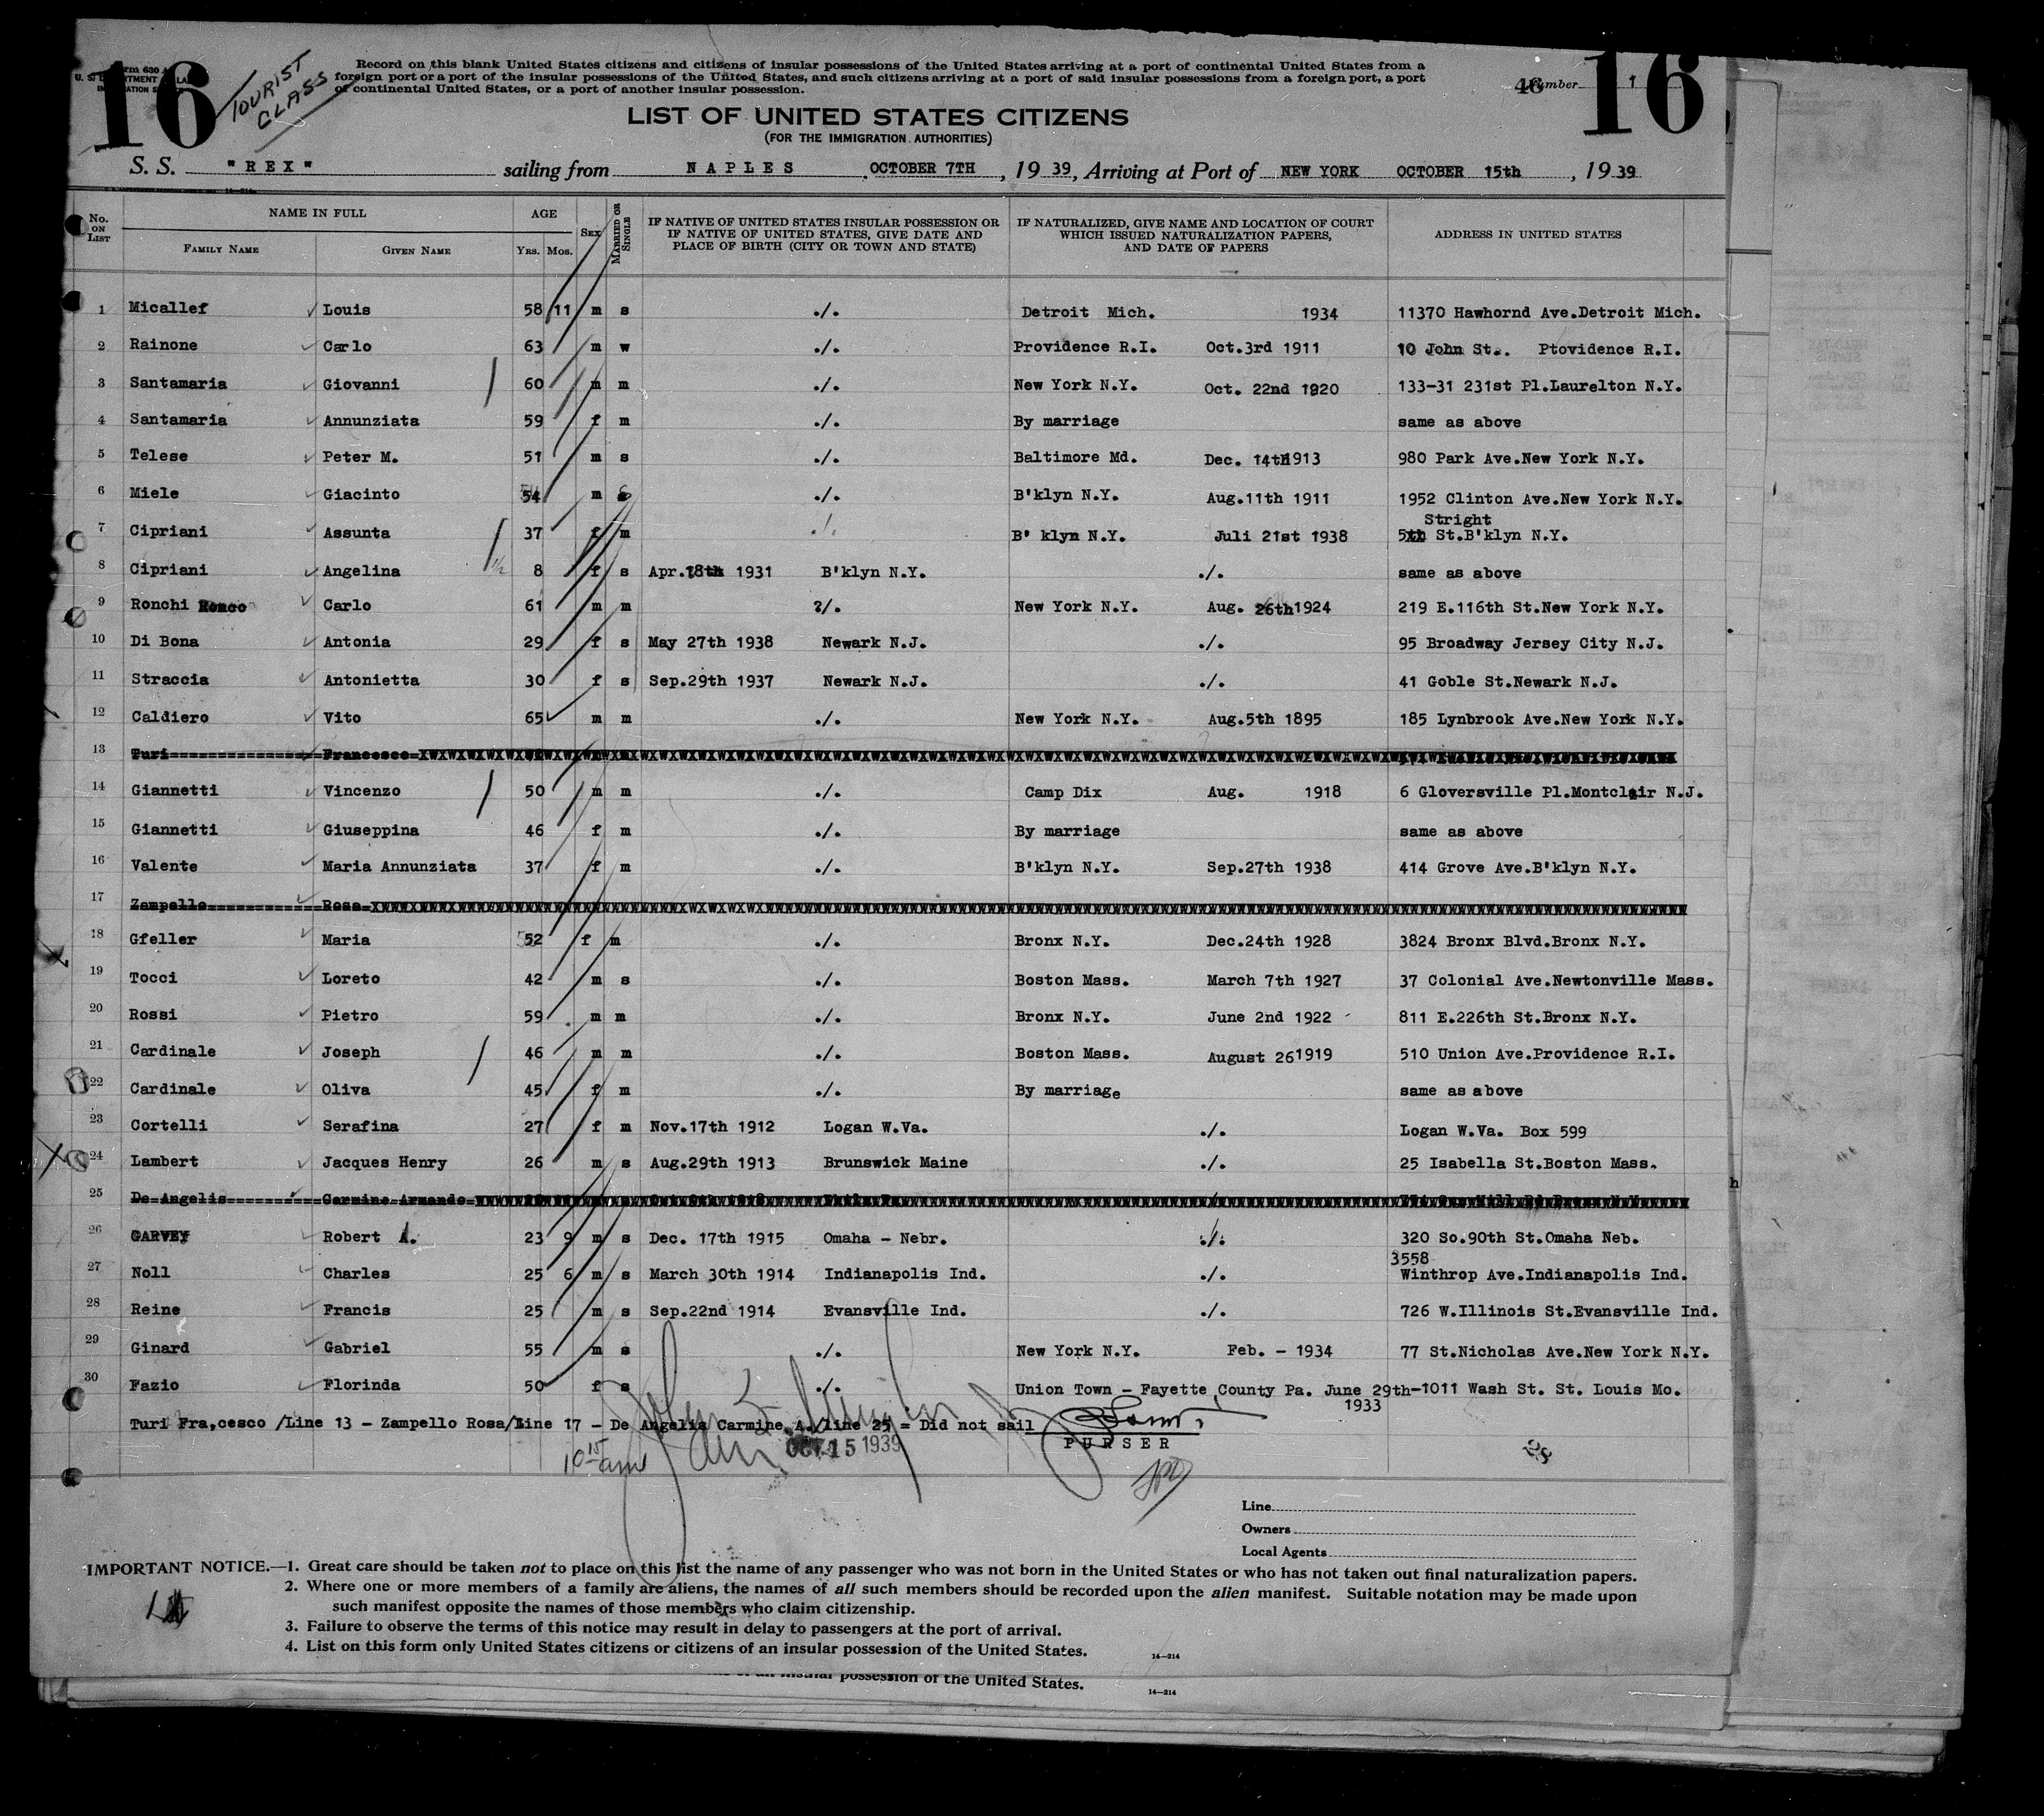 16
TOURIST
CLASS
Record on this blank United States citizens and citizens of insular possessions of the United States arriving at a port of continental United States from a
foreign port or a port of the insular possessions of the United States, and such citizens arriving at a port of said insular possessions from a foreign port, a port
of continental United States, or a port of another insular possession.
46 Number 1
16
LIST OF UNITED STATES CITIZENS
(FOR THE IMMIGRATION AUTHORITIES)
S. S. "REX" sailing from NAPLES OCTOBER 7TH, 19 39, Arriving at Port of NEW YORK OCTOBER 15th, 19 39
No. ON LIST NAME IN FULL AGE SEX MARRIED OR SINGLE IF NATIVE OF UNITED STATES INSULAR POSSESSION OR IF NATIVE OF UNITED STATES, GIVE DATE AND PLACE OF BIRTH (CITY OR TOWN AND STATE) IF NATURALIZED, GIVE NAME AND LOCATION OF COURT WHICH ISSUED NATURALIZATION PAPERS, AND DATE OF PAPERS ADDRESS IN UNITED STATES
FAMILY NAME GIVEN NAME YRS. MOS.
1 Micallef Louis 58 11 m s ./. Detroit Mich. 1934 11370 Hawhornd Ave.Detroit Mich.
2 Rainone Carlo 63 m w ./. Providence R.I. Oct.3rd 1911 10 John St.. Ptovidence R.I.
3 Santamaria Giovanni 60 m m ./. New York N.Y. Oct. 22nd 1920 133-31 231st Pl.Laurelton N.Y.
4 Santamaria Annunziata 59 f m ./. By marriage same as above
5 Telese Peter M. 51 m s ./. Baltimore Md. Dec. 14th1913 980 Park Ave.New York N.Y.
6 Miele Giacinto 54 m ./. B'klyn N.Y. Aug.11th 1911 1952 Clinton Ave.New York N.Y.
7 Cipriani Assunta 37 f m ./. B' klyn N.Y. Juli 21st 1938 5th Stright St.B'klyn N.Y.
8 Cipriani Angelina 8 f s Apr.18th 1931 B'klyn N.Y. ./. same as above
9 Ronchi Ronco Carlo 61 m m ?/. New York N.Y. Aug. 26th1924 219 E.116th St.New York N.Y.
10 Di Bona Antonia 29 f s May 27th 1938 Newark N.J. ./. 95 Broadway Jersey City N.J.
11 Straccia Antonietta 30 f s Sep.29th 1937 Newark N.J. ./. 41 Goble St.Newark N.J.
12 Caldiero Vito 65 m m ./. New York N.Y. Aug.5th 1895 185 Lynbrook Ave.New York N.Y.
13 Turi Francesco
14 Giannetti Vincenzo 50 m m ./. Camp Dix Aug. 1918 6 Gloversville Pl.Montclair N.J.
15 Giannetti Giuseppina 46 f m ./. By marriage same as above
16 Valente Maria Annunziata 37 f m ./. B'klyn N.Y. Sep.27th 1938 414 Grove Ave.B'klyn N.Y.
17 Zampello Rosa
18 Gfeller Maria 52 f m ./. Bronx N.Y. Dec.24th 1928 3824 Bronx Blvd.Bronx N.Y.
19 Tocci Loreto 42 m s ./. Boston Mass. March 7th 1927 37 Colonial Ave.Newtonville Mass.
20 Rossi Pietro 59 m m ./. Bronx N.Y. June 2nd 1922 811 E.226th St.Bronx N.Y.
21 Cardinale Joseph 46 m m ./. Boston Mass. August 261919 510 Union Ave.Providence R.I.
22 Cardinale Oliva 45 f m ./. By marriage same as above
23 Cortelli Serafina 27 f m Nov.17th 1912 Logan W.Va. ./. Logan W.Va. Box 599
24 Lambert Jacques Henry 26 m s Aug.29th 1913 Brunswick Maine ./. 25 Isabella St.Boston Mass.
25 De Angelis Carmine Armando
26 GARVEY Robert A. 23 9 m s Dec. 17th 1915 Omaha - Nebr. ./. 320 So.90th St.Omaha Neb.
27 Noll Charles 25 6 m s March 30th 1914 Indianapolis Ind. 3558 Winthrop Ave.Indianapolis Ind.
28 Reine Francis 25 m s Sep.22nd 1914 Evansville Ind. ./. 726 W.Illinois St.Evansville Ind.
29 Ginard Gabriel 55 m s ./. New York N.Y. Feb. - 1934 77 St.Nicholas Ave.New York N.Y.
30 Fazio Florinda 50 f s ./. Union Town - Fayette County Pa. June 29th-1011 Wash St. St. Louis Mo.
1933
Turi Fra,cesco /Line 13 - Zampello Rosa/Line 17 - De Angelis Carmine A./line 25 = Did not sail
PURSER
OCT 15 1939
10 15 am
Line
Owners
Local Agents
IMPORTANT NOTICE.—1. Great care should be taken not to place on this list the name of any passenger who was not born in the United States or who has not taken out final naturalization papers.
2. Where one or more members of a family are aliens, the names of all such members should be recorded upon the alien manifest. Suitable notation may be made upon
such manifest opposite the names of those members who claim citizenship.
3. Failure to observe the terms of this notice may result in delay to passengers at the port of arrival.
4. List on this form only United States citizens or citizens of an insular possession of the United States.
14—214
possession of the United States.
14—214